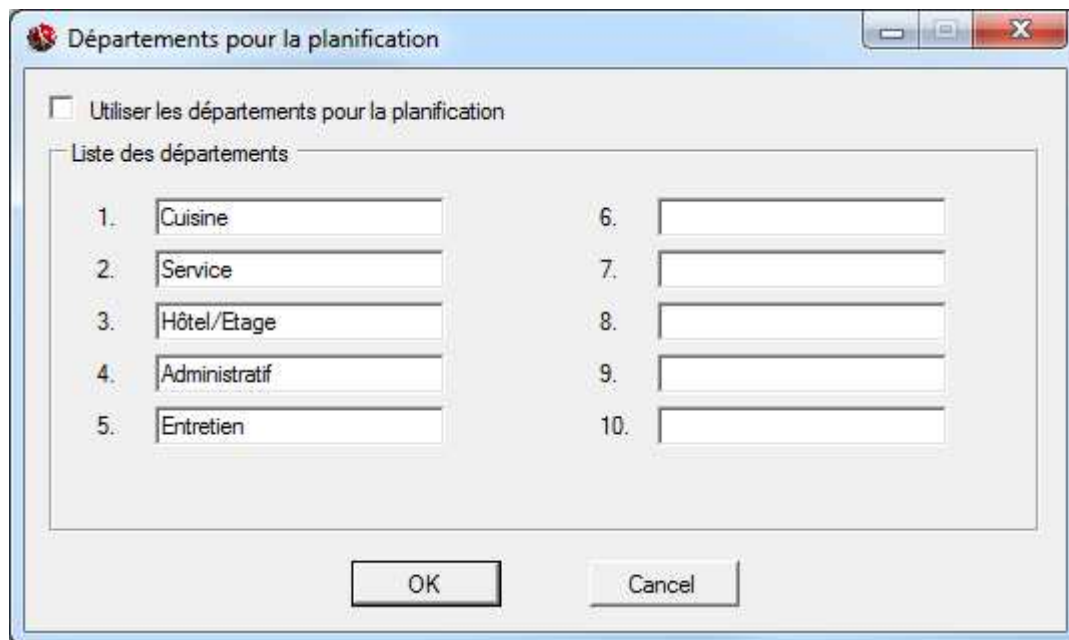 Départements pour la planification
Utiliser les départements pour la planification
Liste des départements
1. Cuisine
2. Service
3. Hôtel/Etage
4. Administratif
5. Entretien
6.
7.
8.
9.
10.
OK Cancel